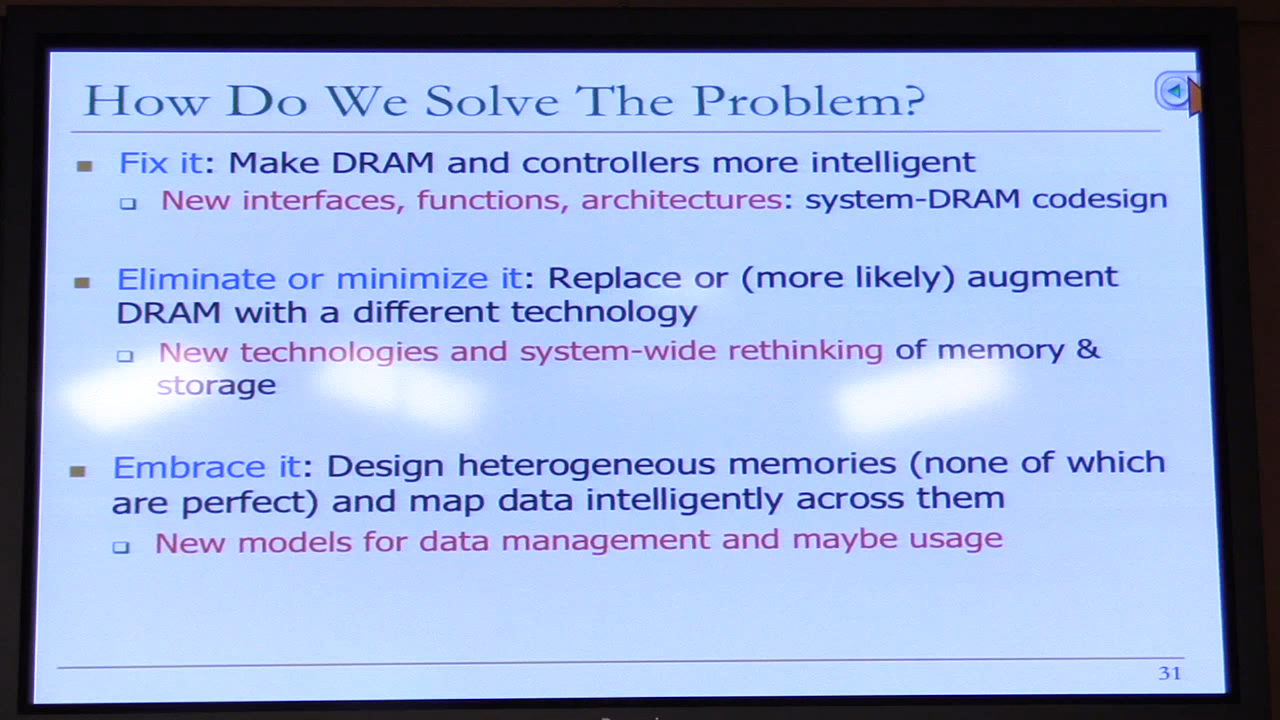 How Do We Solve The Problem?
Fix it: Make DRAM and controllers more intelligent
New interfaces, functions, architectures: system-DRAM codesign
Eliminate or minimize it: Replace or (more likely) augment
DRAM with a different technology
New technologies and system-wide rethinking of memory &
storage
Embrace it: Design heterogeneous memories (none of which
are perfect) and map data intelligently across them
New models for data management and maybe usage
31